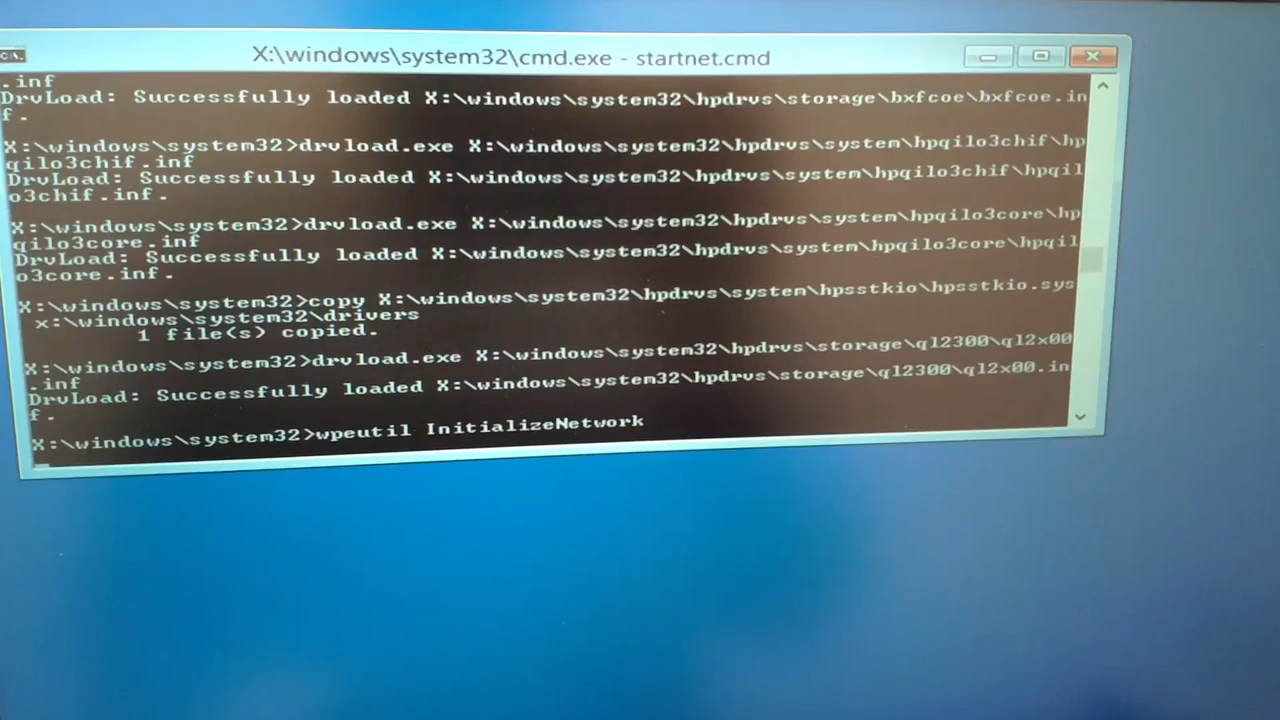 C:\.
X:\windows\system32\cmd.exe - startnet.cmd
.inf
DrvLoad: Successfully loaded X:\windows\system32\hpdrvs\storage\bxfcoe\bxfcoe.in
f.
X:\windows\system32>drvload.exe X:\windows\system32\hpdrvs\system\hpqilo3chif\hp
qilo3chif.inf
DrvLoad: Successfully loaded X:\windows\system32\hpdrvs\system\hpqilo3chif\hpqil
o3chif.inf.
X:\windows\system32>drvload.exe X:\windows\system32\hpdrvs\system\hpqilo3core\hp
qilo3core.inf
DrvLoad: Successfully loaded X:\windows\system32\hpdrvs\system\hpqilo3core\hpqil
o3core.inf.
X:\windows\system32>copy X:\windows\system32\hpdrvs\system\hpsstkio\hpsstkio.sys
x:\windows\system32\drivers
1 file(s) copied.
X:\windows\system32>drvload.exe X:\windows\system32\hpdrvs\storage\ql2300\ql2x00
.inf
DrvLoad: Successfully loaded X:\windows\system32\hpdrvs\storage\ql2300\ql2x00.in
f.
X:\windows\system32>wpeutil InitializeNetwork